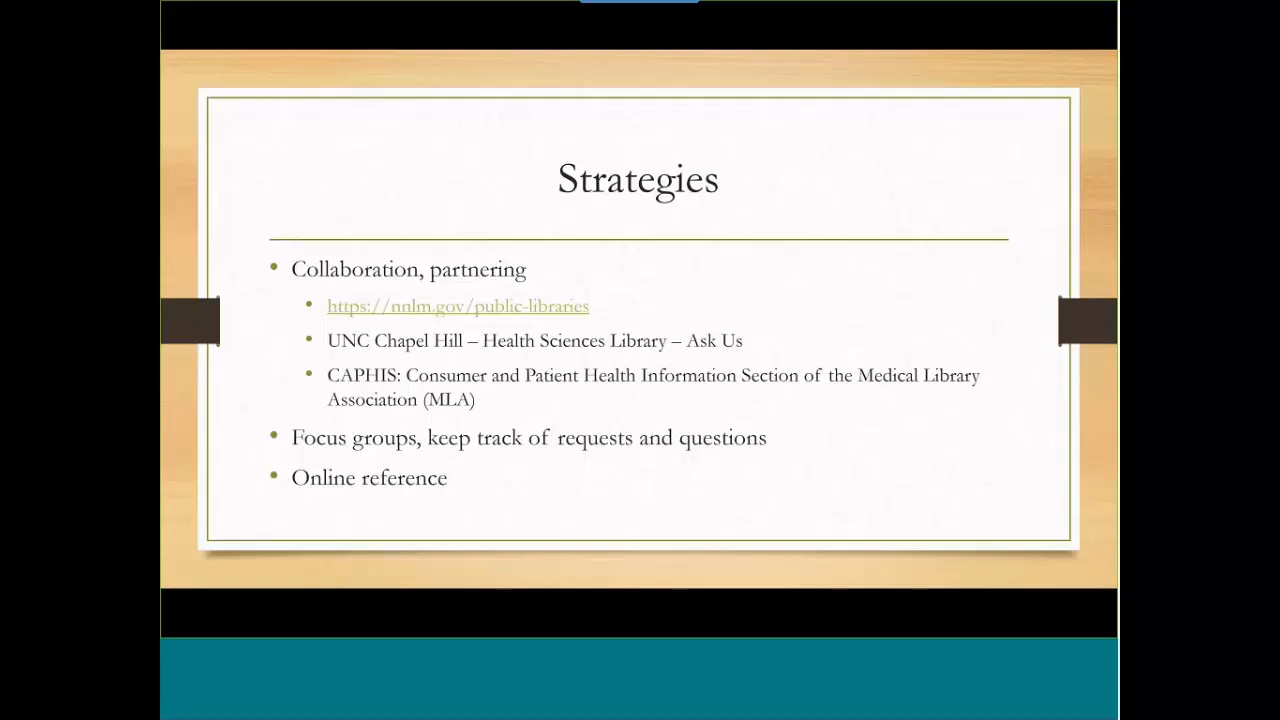 Strategies
• Collaboration, partnering
• https://nnlm.gov/public-libraries
• UNC Chapel Hill – Health Sciences Library – Ask Us
• CAPHIS: Consumer and Patient Health Information Section of the Medical Library
Association (MLA)
• Focus groups, keep track of requests and questions
• Online reference